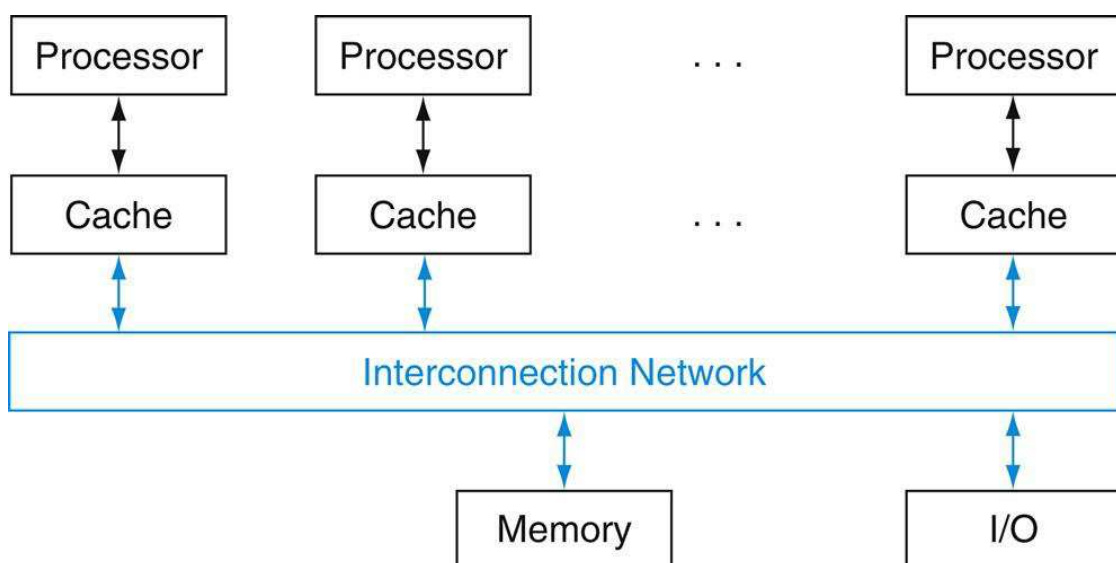 Processor Processor . . . Processor
Cache Cache . . . Cache
Interconnection Network
Memory I/O